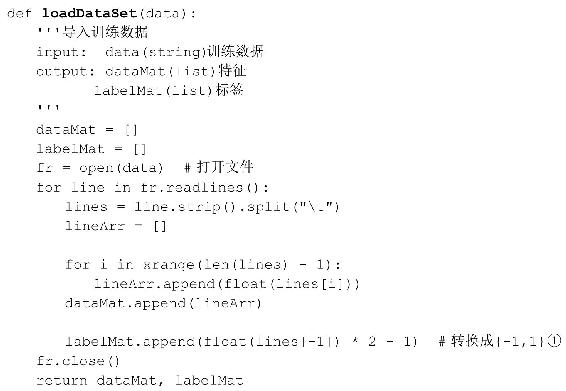 def loadDataSet(data):
'''导入训练数据
input: data(string)训练数据
output: dataMat(list)特征
labelMat(list)标签
'''
dataMat = []
labelMat = []
fr = open(data) #打开文件
for line in fr.readlines():
lines = line.strip().split("\t")
lineArr = []
for i in xrange(len(lines) - 1):
lineArr.append(float(lines[i]))
dataMat.append(lineArr)
labelMat.append(float(lines[-1]) * 2 - 1) #转换成{-1,1}①
fr.close()
return dataMat, labelMat